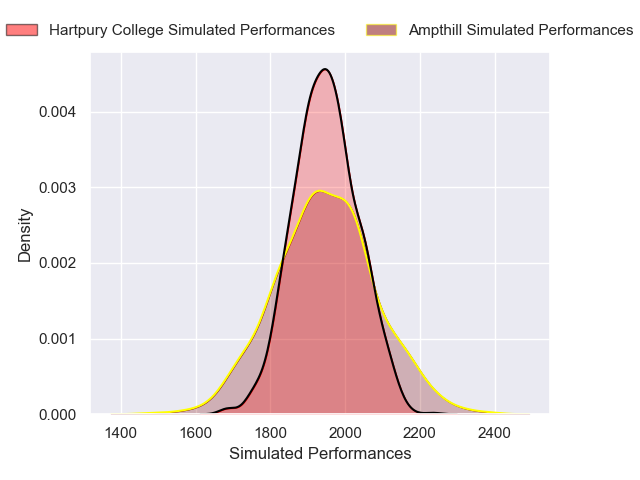 Hartpury College Simulated Performances
Ampthill Simulated Performances
Density
0.004
0.003
0.002
0.001
0.000
1400 1600 1800 2000 2200 2400
Simulated Performances